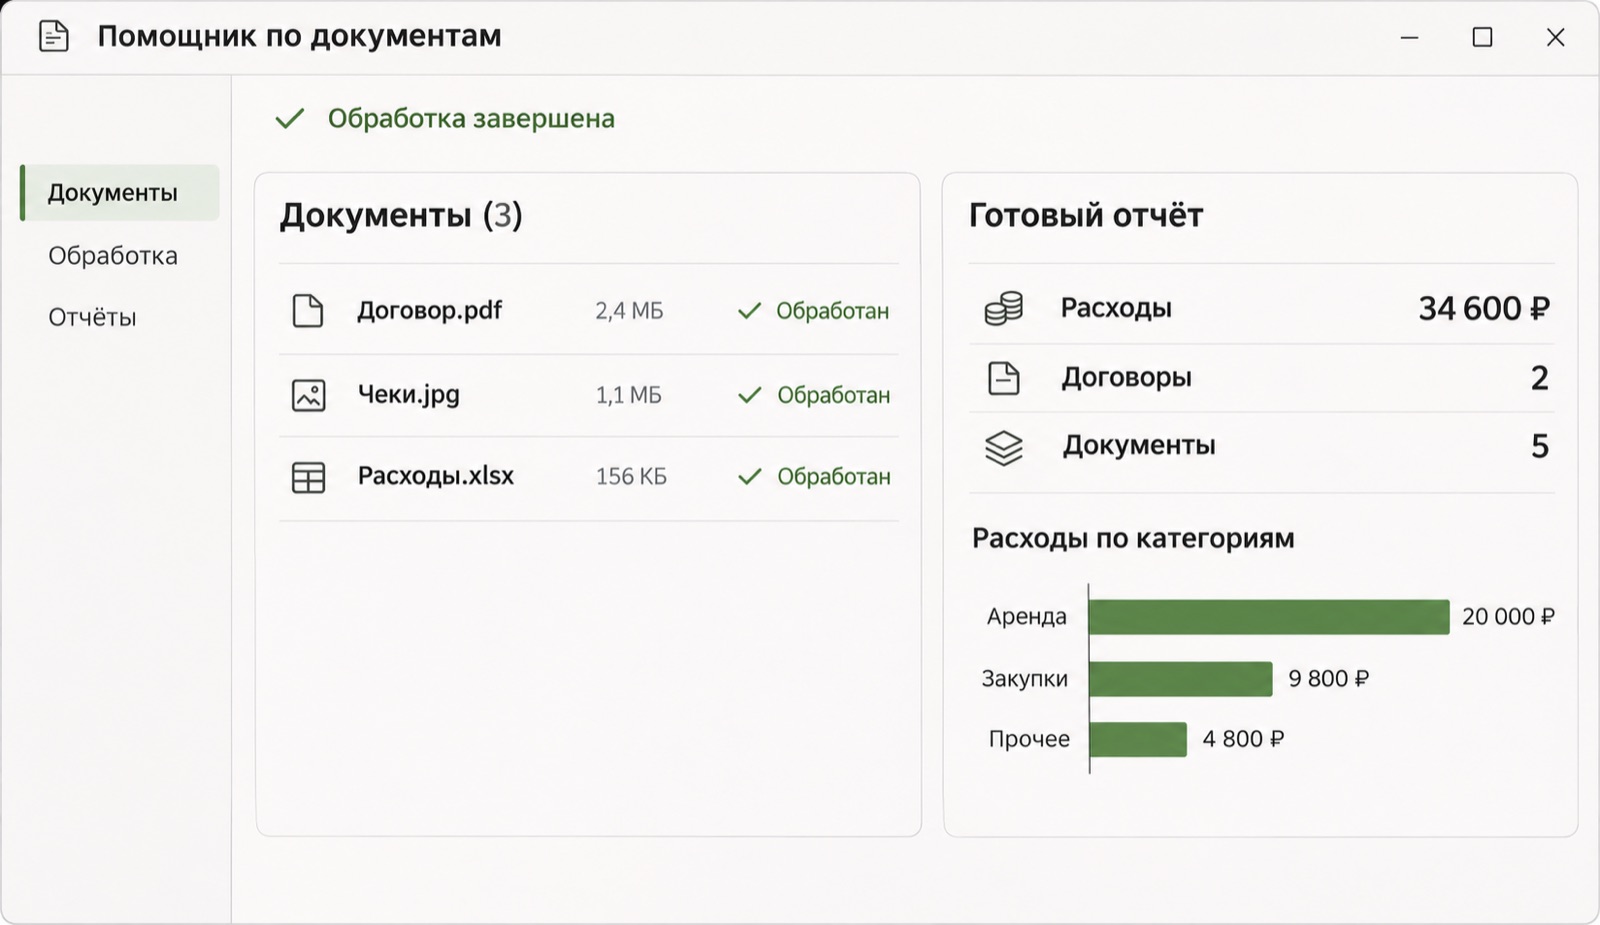 Помощник по документам
Документы
Обработка
Отчёты
Обработка завершена
Документы (3)
Договор.pdf 2,4 МБ Обработан
Чеки.jpg 1,1 МБ Обработан
Расходы.xlsx 156 КБ Обработан
Готовый отчёт
Расходы 34 600 ₽
Договоры 2
Документы 5
Расходы по категориям
Аренда 20 000 ₽
Закупки 9 800 ₽
Прочее 4 800 ₽